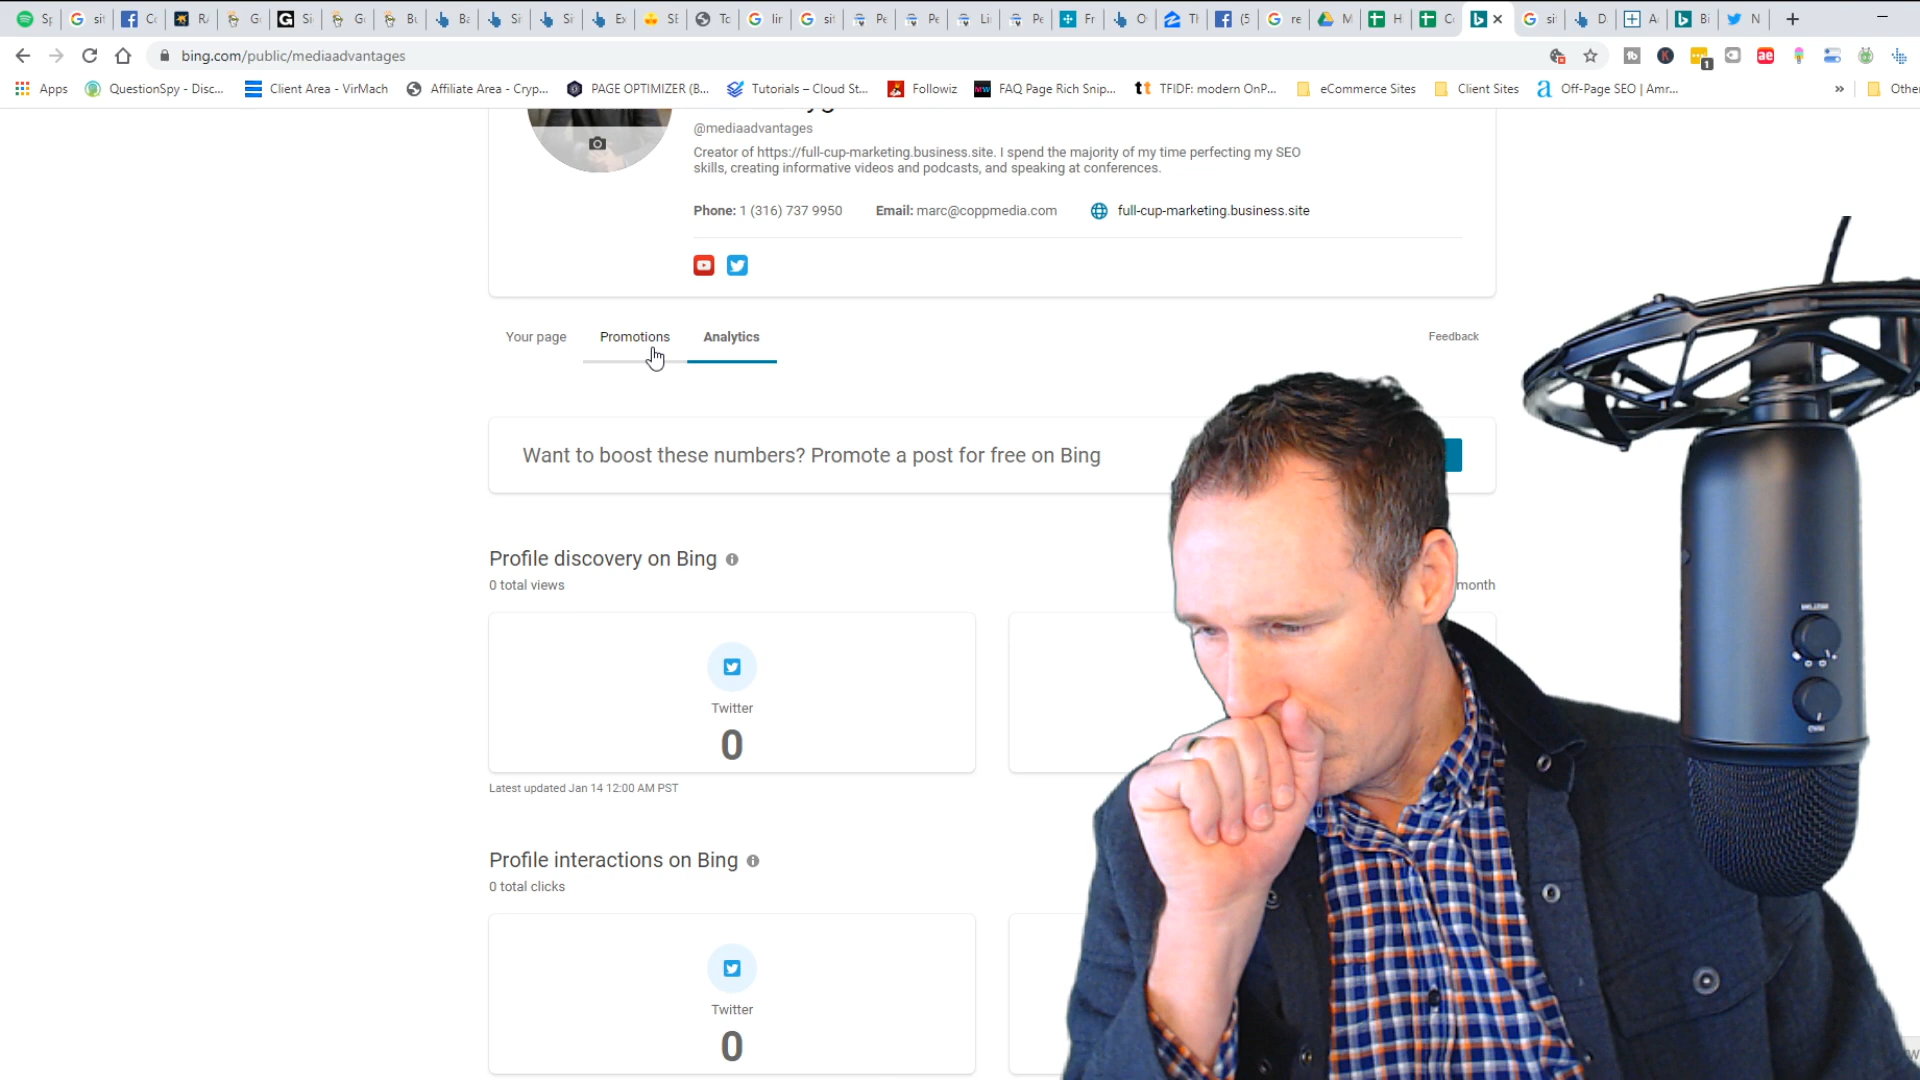 bing.com/public/mediaadvantages
Apps QuestionSpy - Disc... Client Area - VirMach Affiliate Area - Cryp... PAGE OPTIMIZER (B... Tutorials – Cloud St... Followiz FAQ Page Rich Snip... TFIDF: modern OnP... eCommerce Sites Client Sites Off-Page SEO | Amr... » Other
@mediaadvantages
Creator of https://full-cup-marketing.business.site. I spend the majority of my time perfecting my SEO
skills, creating informative videos and podcasts, and speaking at conferences.
Phone: 1 (316) 737 9950 Email: marc@coppmedia.com full-cup-marketing.business.site
Your page Promotions Analytics Feedback
Want to boost these numbers? Promote a post for free on Bing
Profile discovery on Bing
0 total views month
Twitter
0
Latest updated Jan 14 12:00 AM PST
Profile interactions on Bing
0 total clicks
Twitter
0